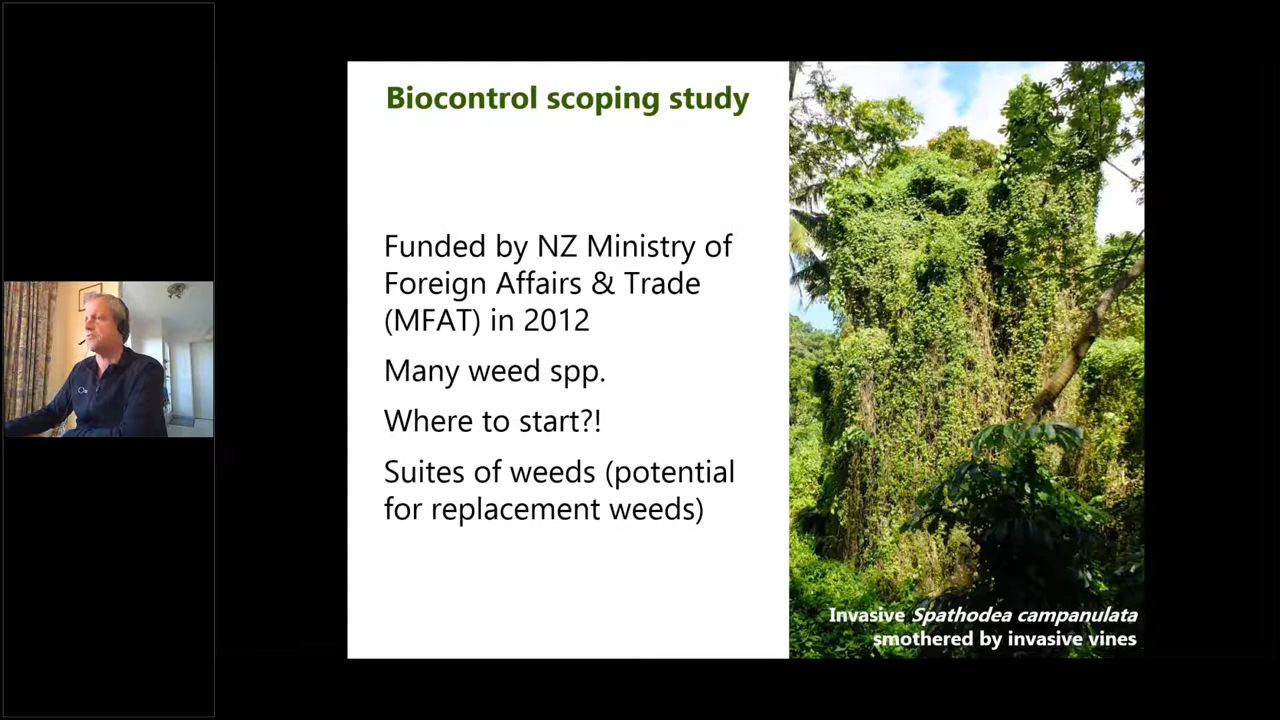 Biocontrol scoping study
Funded by NZ Ministry of
Foreign Affairs & Trade
(MFAT) in 2012
Many weed spp.
Where to start?!
Suites of weeds (potential
for replacement weeds)
Invasive Spathodea campanulata
smothered by invasive vines